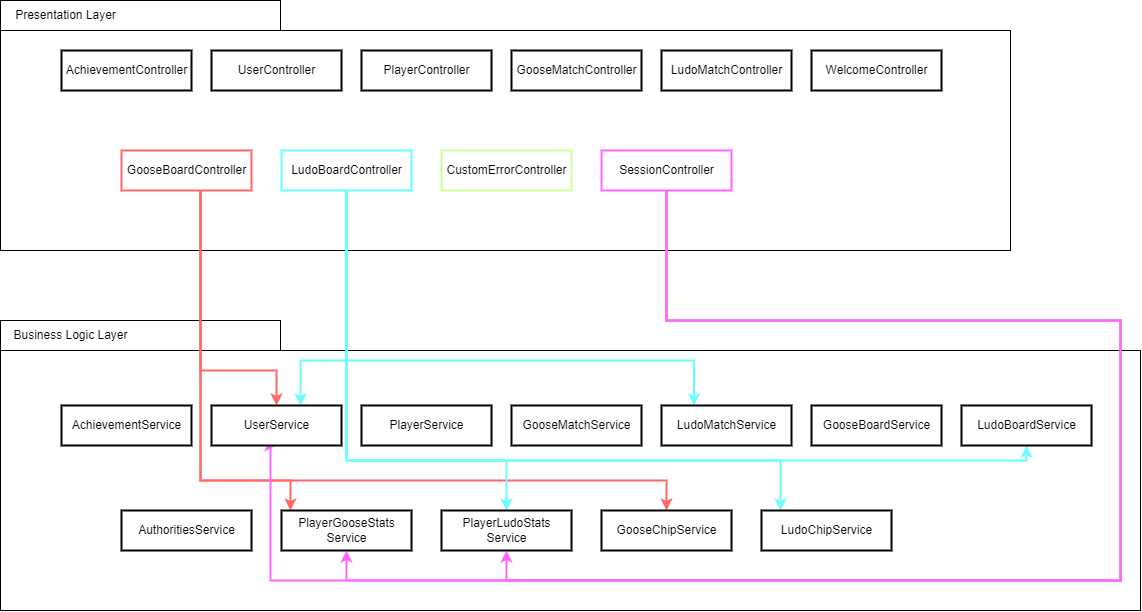 Presentation Layer
AchievementController
UserController
PlayerController
GooseMatchController
LudoMatchController
WelcomeController
GooseBoardController
LudoBoardController
CustomErrorController
SessionController
Business Logic Layer
AchievementService
UserService
PlayerService
GooseMatchService
LudoMatchService
GooseBoardService
LudoBoardService
AuthoritiesService
PlayerGooseStats
Service
PlayerLudoStats
Service
GooseChipService
LudoChipService